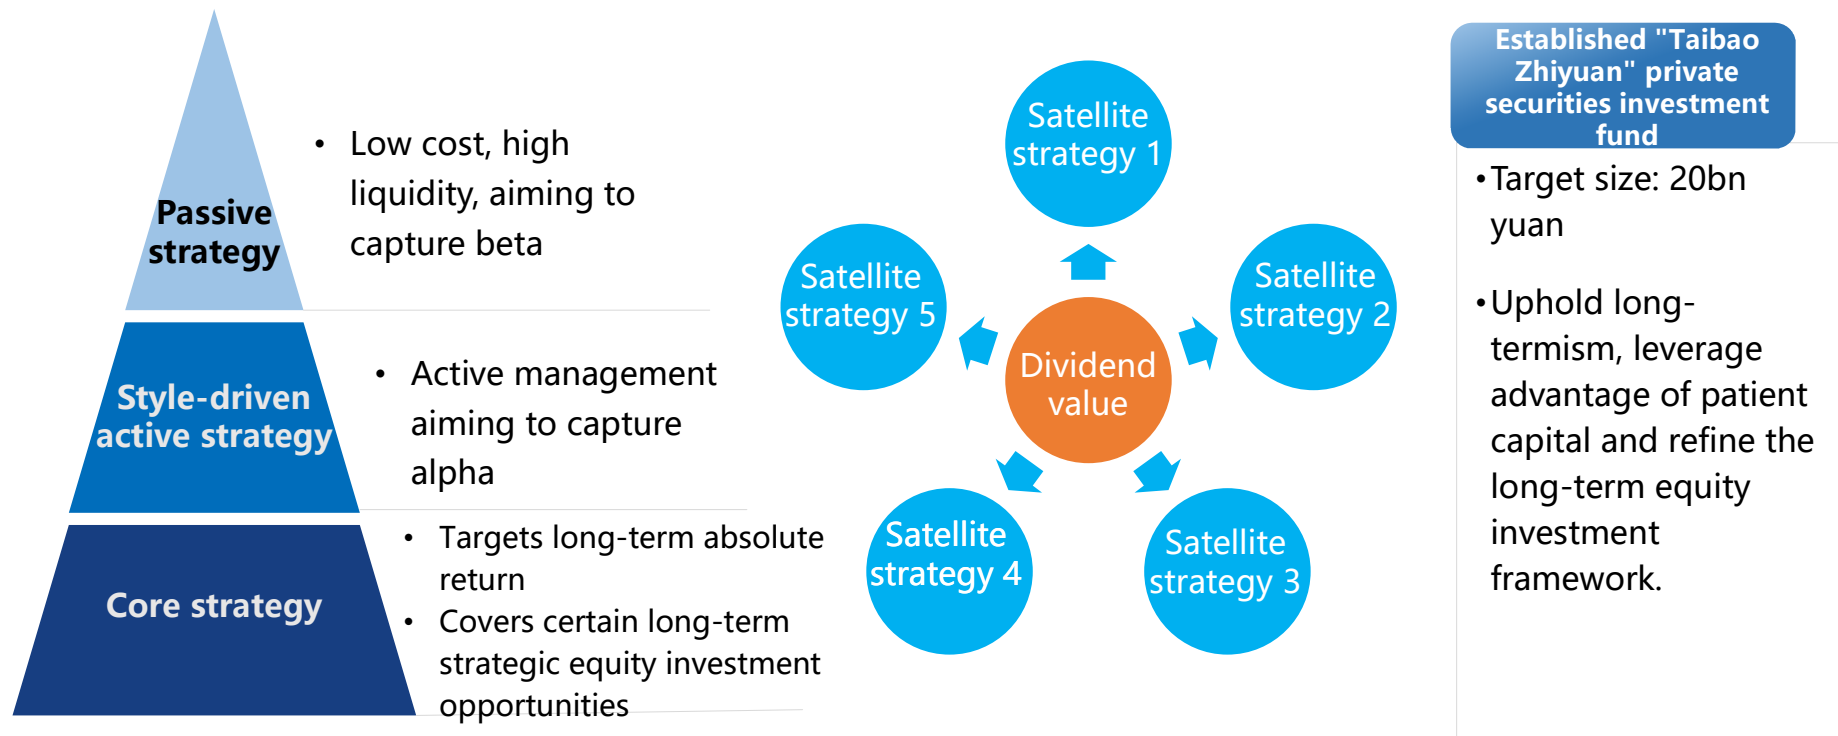 Passive
strategy
• Low cost, high
liquidity, aiming to
capture beta
Style-driven
active strategy
• Active management
aiming to capture
alpha
Core strategy
• Targets long-term absolute
return
• Covers certain long-term
strategic equity investment
opportunities
Satellite
strategy 1
Satellite
strategy 2
Satellite
strategy 3
Satellite
strategy 4
Satellite
strategy 5
Dividend
value
Established "Taibao
Zhiyuan" private
securities investment
fund
•Target size: 20bn
yuan
•Uphold long-
termism, leverage
advantage of patient
capital and refine the
long-term equity
investment
framework.